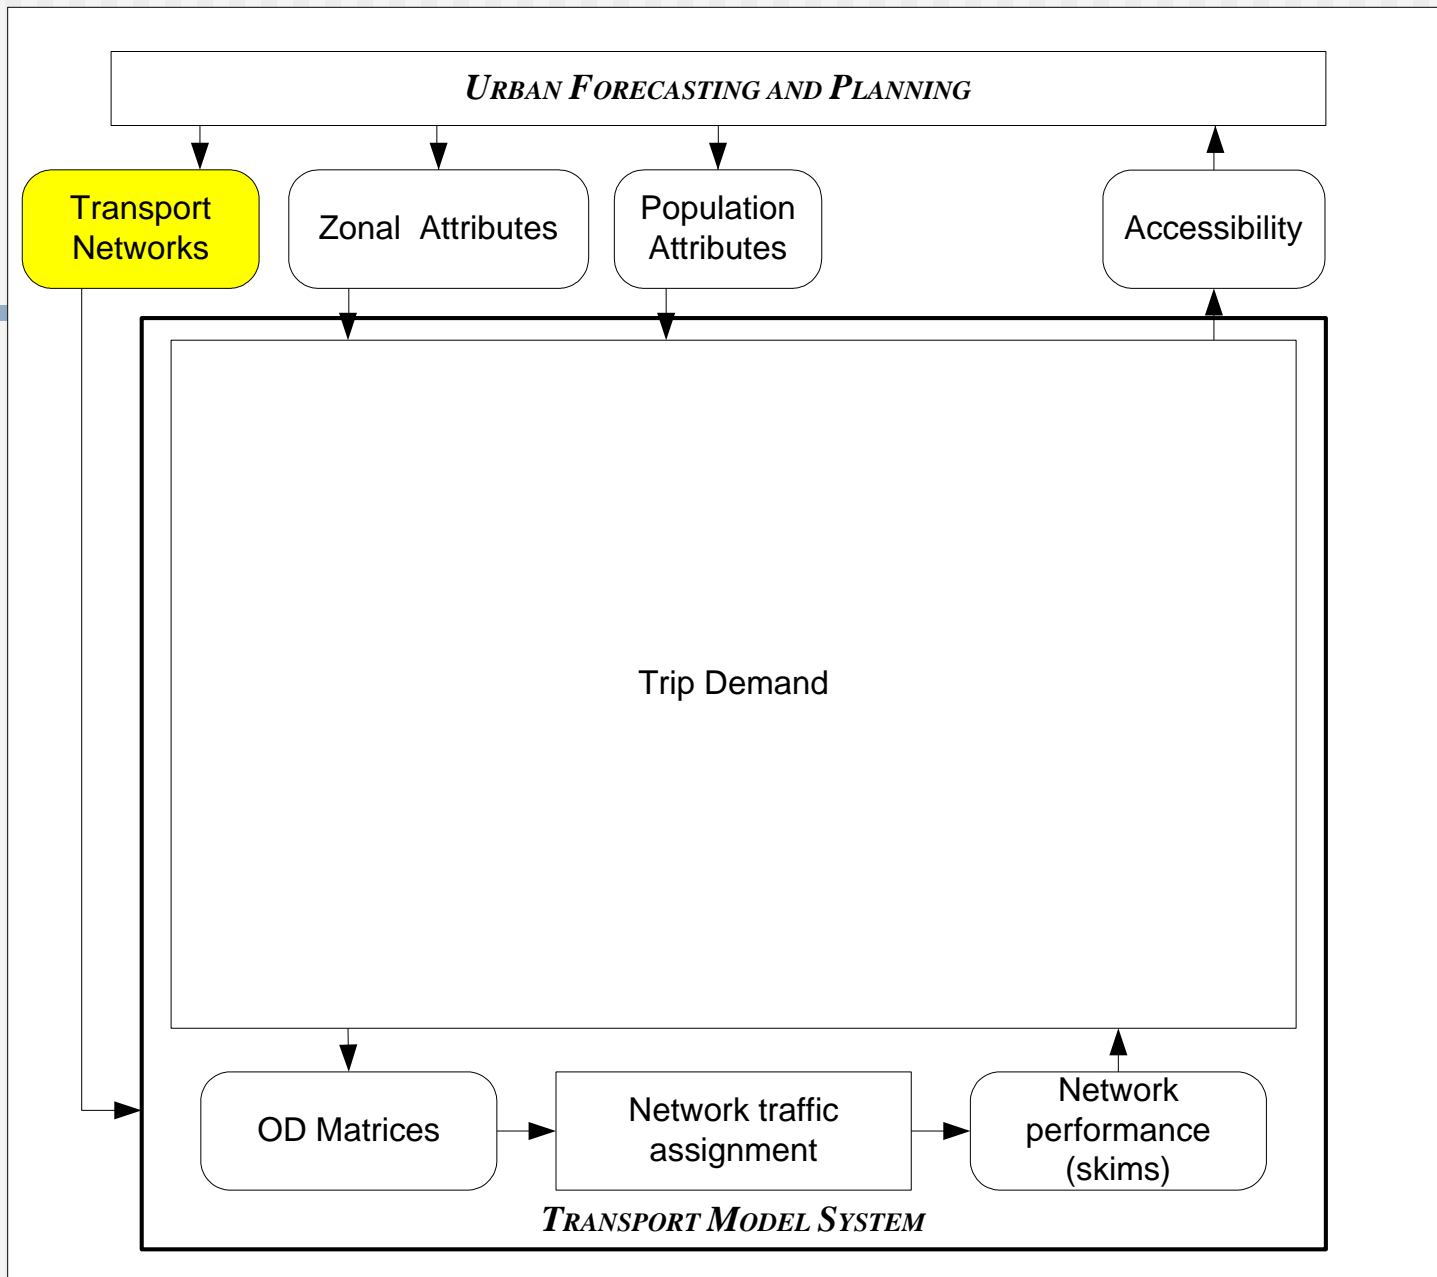 URBAN FORECASTING AND PLANNING
Transport
Networks
Zonal Attributes
Population
Attributes
Accessibility
Trip Demand
OD Matrices
Network traffic
assignment
Network
performance
(skims)
TRANSPORT MODEL SYSTEM